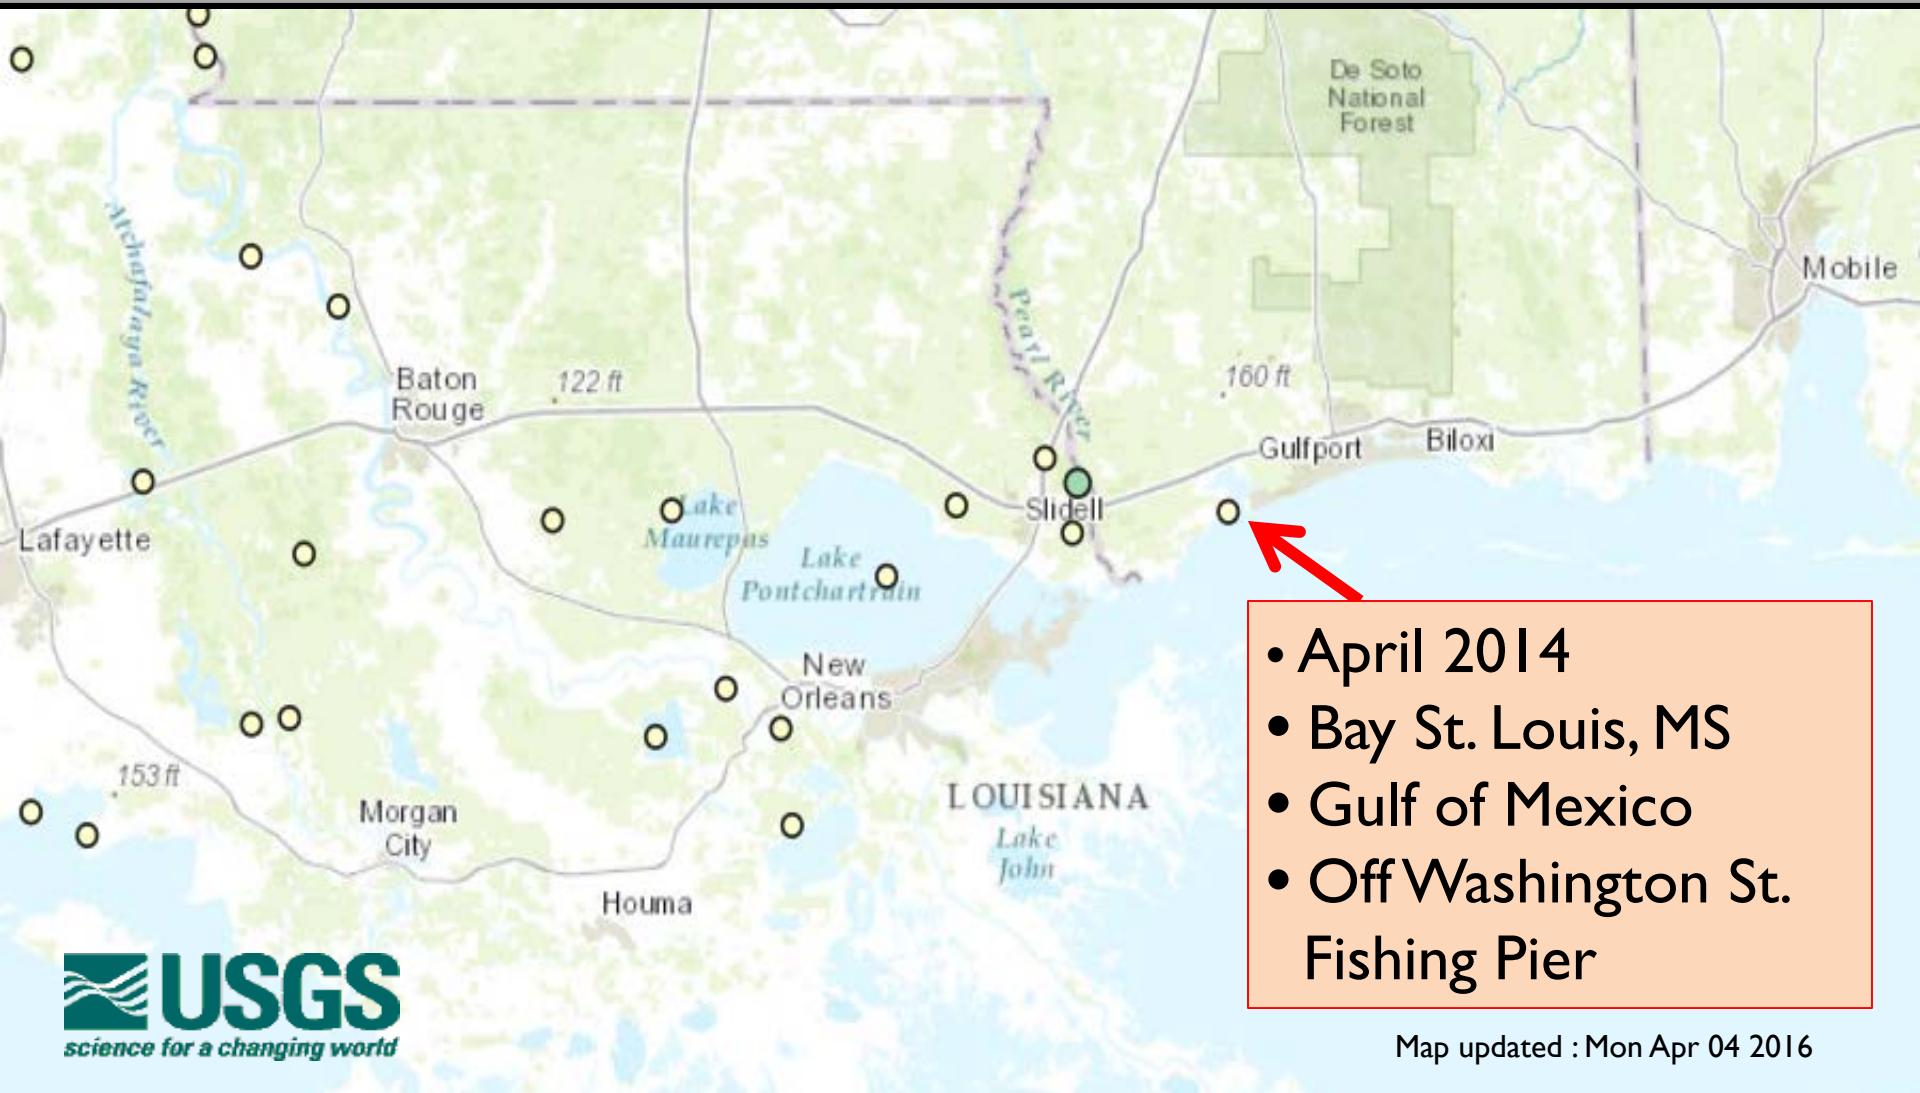 De Soto
National
Forest
Atchafalaya River
Mobile
Pearl River
Baton
Rouge
122 ft
160 ft
Gulfport
Biloxi
Lafayette
Slidell
Lake
Maurepas
Lake
Pontchartrain
New
Orleans
153 ft
Morgan
City
LOUISIANA
Lake
John
Houma
• April 2014
• Bay St. Louis, MS
• Gulf of Mexico
• Off Washington St.
Fishing Pier
USGS
science for a changing world
Map updated : Mon Apr 04 2016